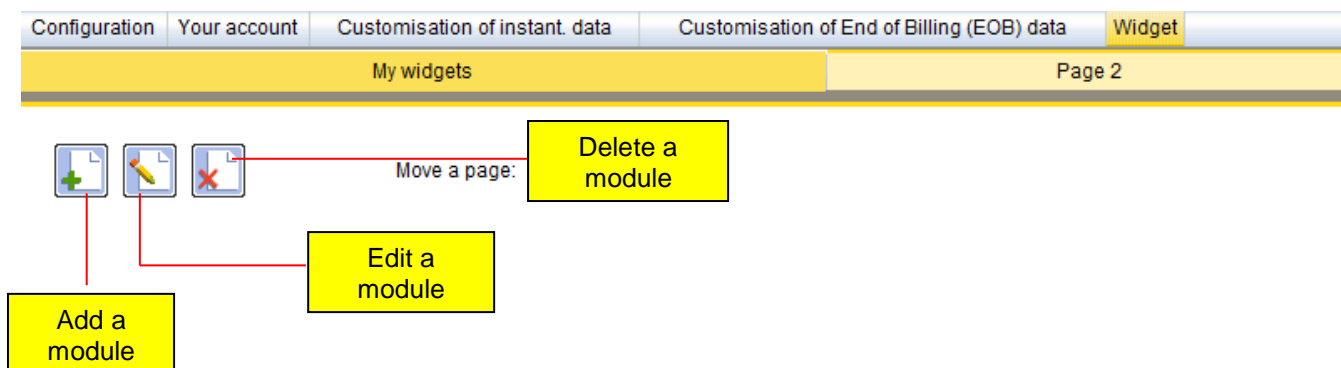 Configuration Your account Customisation of instant. data Customisation of End of Billing (EOB) data Widget
My widgets Page 2
Move a page:
Delete a
module
Edit a
module
Add a
module